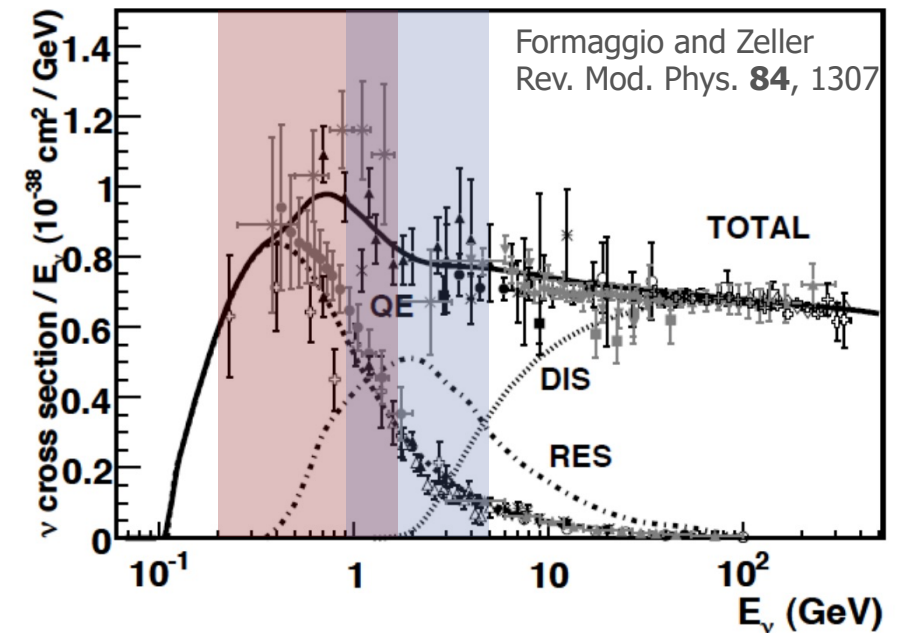 Formaggio and Zeller
Rev. Mod. Phys. 84, 1307
ν cross section / Eν (10-38 cm2 / GeV)
1.4
1.2
1
0.8
0.6
0.4
0.2
0
TOTAL
QE
DIS
RES
10-1
1
10
102
Eν (GeV)